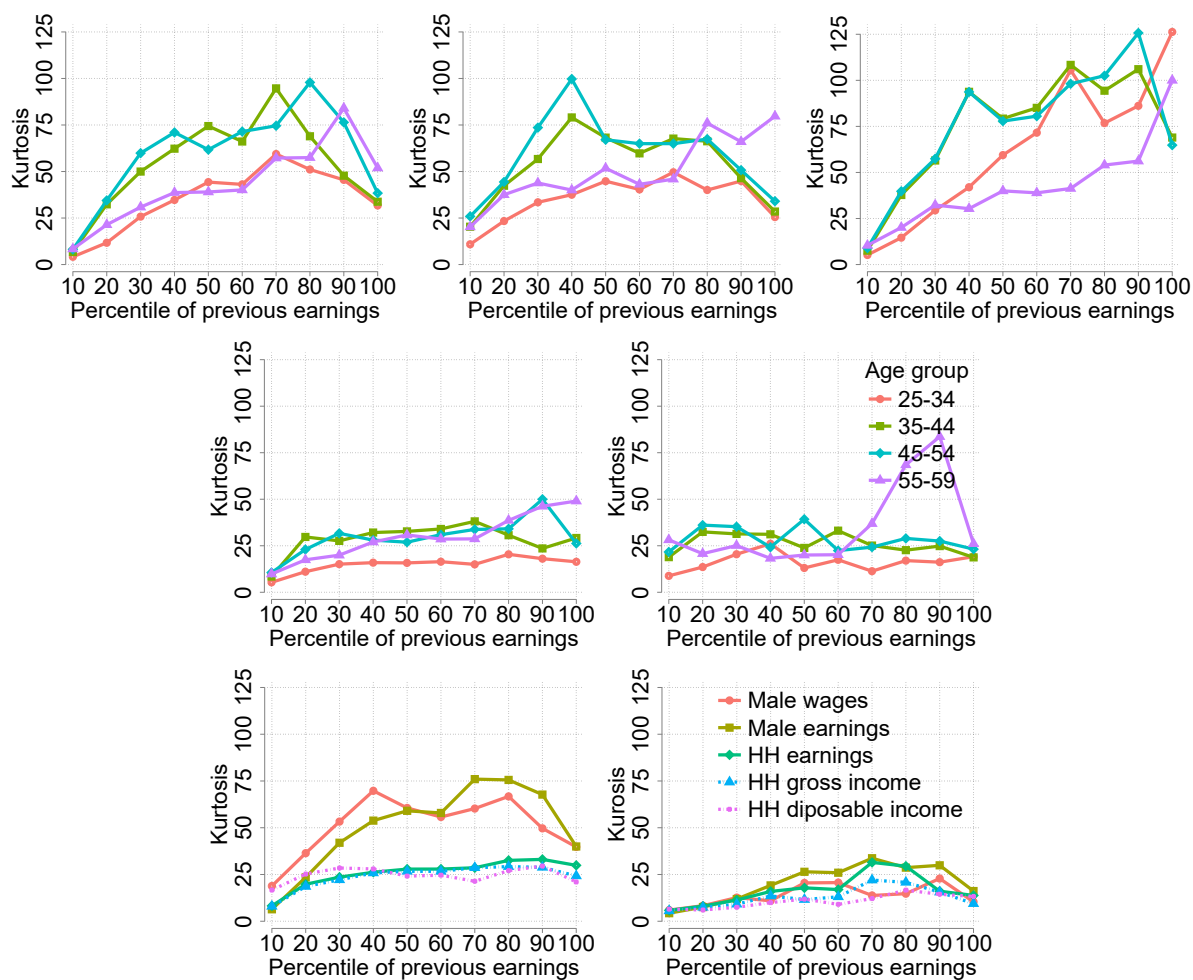 Kurtosis
0 25 50 75 100 125
10 20 30 40 50 60 70 80 90 100
Percentile of previous earnings
Kurtosis
0 25 50 75 100 125
10 20 30 40 50 60 70 80 90 100
Percentile of previous earnings
Kurtosis
0 25 50 75 100 125
10 20 30 40 50 60 70 80 90 100
Percentile of previous earnings
Kurtosis
0 25 50 75 100 125
10 20 30 40 50 60 70 80 90 100
Percentile of previous earnings
Kurtosis
0 25 50 75 100 125
Age group
25-34
35-44
45-54
55-59
10 20 30 40 50 60 70 80 90 100
Percentile of previous earnings
Kurtosis
0 25 50 75 100 125
10 20 30 40 50 60 70 80 90 100
Percentile of previous earnings
Kurosis
0 25 50 75 100 125
Male wages
Male earnings
HH earnings
HH gross income
HH diposable income
10 20 30 40 50 60 70 80 90 100
Percentile of previous earnings